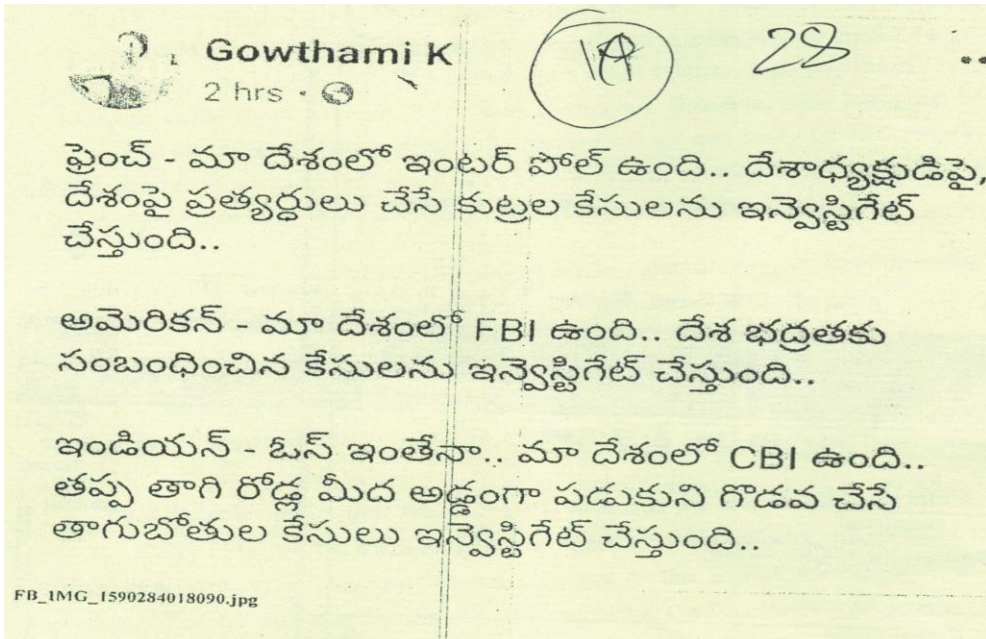 Gowthami K
2 hrs ·
28
ఫ్రెంచ్ - మా దేశంలో ఇంటర్ పోల్ ఉంది.. దేశాధ్యక్షుడిపై,
దేశంపై ప్రత్యర్ధులు చేసే కుట్రల కేసులను ఇన్వెస్టిగేట్
చేస్తుంది..
అమెరికన్ - మా దేశంలో FBI ఉంది.. దేశ భద్రతకు
సంబంధించిన కేసులను ఇన్వెస్టిగేట్ చేస్తుంది..
ఇండియన్ - ఓస్ ఇంతేనా.. మా దేశంలో CBI ఉంది..
తప్ప తాగి రోడ్ల మీద అడ్డంగా పడుకుని గొడవ చేసే
తాగుబోతుల కేసులు ఇన్వెస్టిగేట్ చేస్తుంది..
FB_IMG_1590284018090.jpg